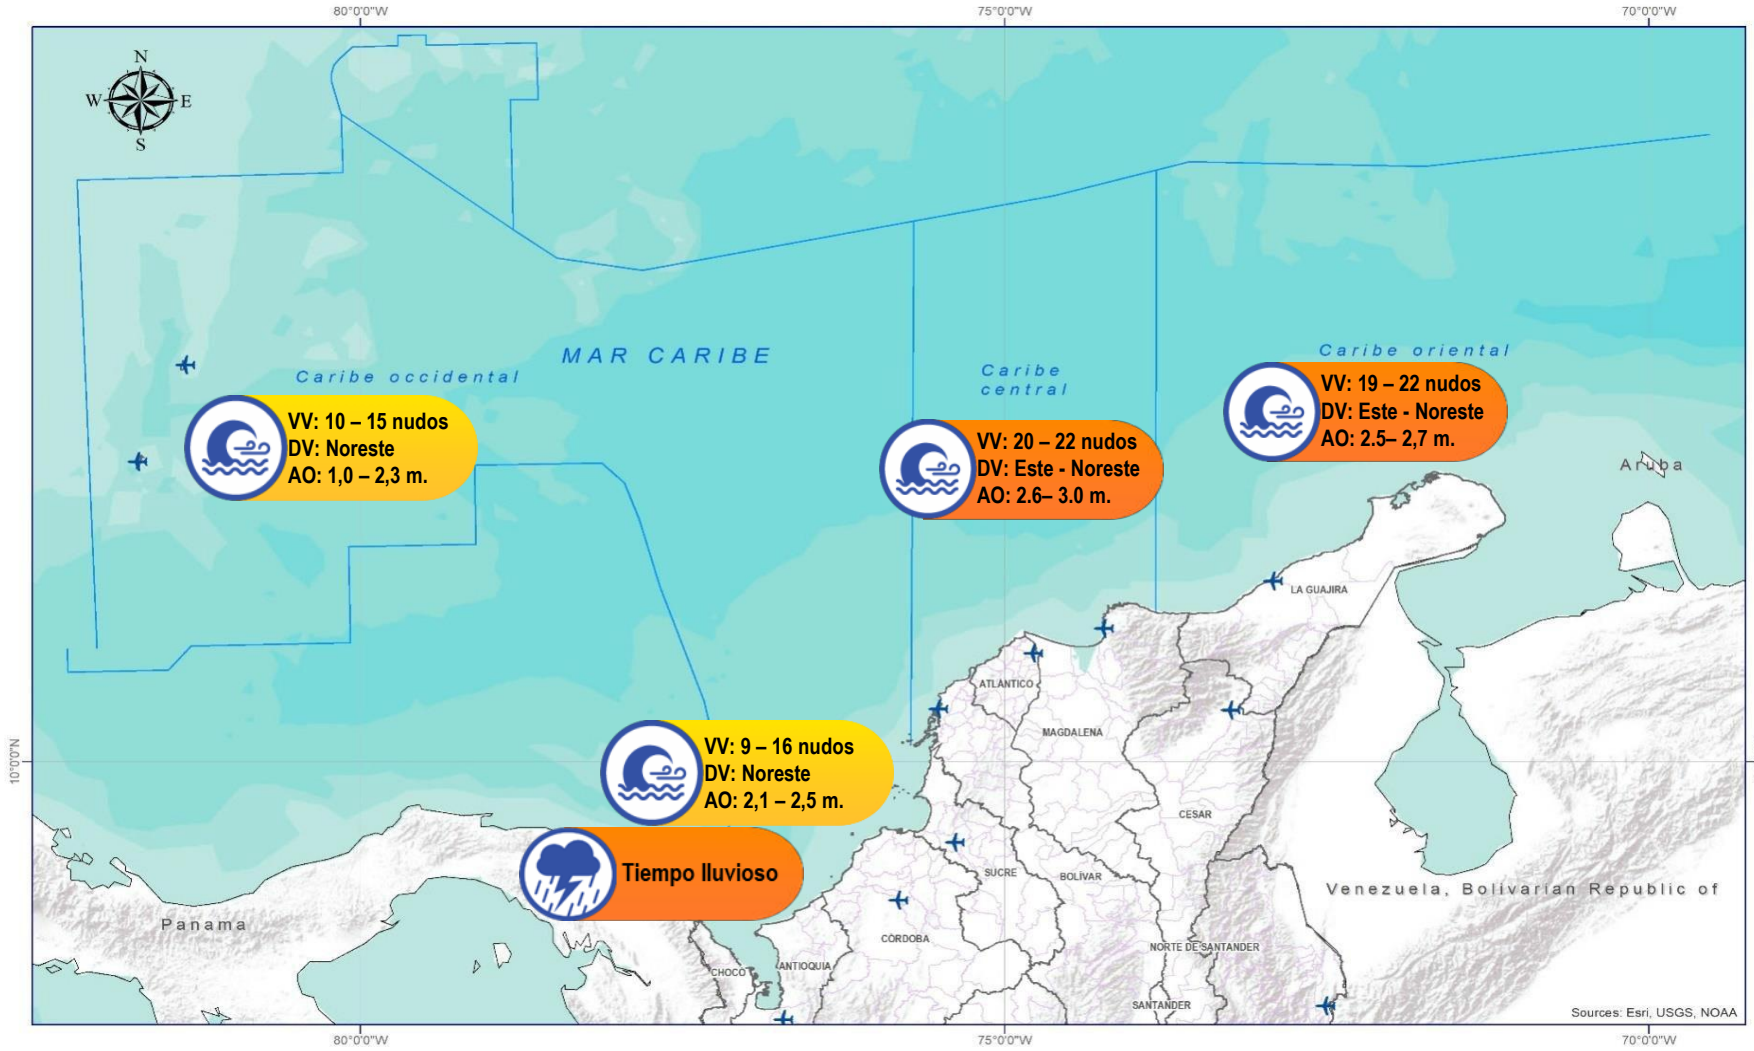 80°0'0"W
75°0'0"W
70°0'0"W
N
W
E
S
MAR CARIBE
Caribe occidental
Caribe
central
Caribe oriental
VV: 19 – 22 nudos
DV: Este - Noreste
AO: 2.5– 2,7 m.
VV: 10 – 15 nudos
DV: Noreste
AO: 1,0 – 2,3 m.
VV: 20 – 22 nudos
DV: Este - Noreste
AO: 2.6– 3.0 m.
Aruba
LA GUAJIRA
ATLÁNTICO
MAGDALENA
10°0'0"N
VV: 9 – 16 nudos
DV: Noreste
AO: 2,1 – 2,5 m.
CESAR
Tiempo lluvioso
SUCRE
BOLÍVAR
Venezuela, Bolivarian Republic of
Panama
CÓRDOBA
NORTE DE SANTANDER
CHOCÓ
ANTIOQUIA
SANTANDER
Sources: Esri, USGS, NOAA
80°0'0"W
75°0'0"W
70°0'0"W